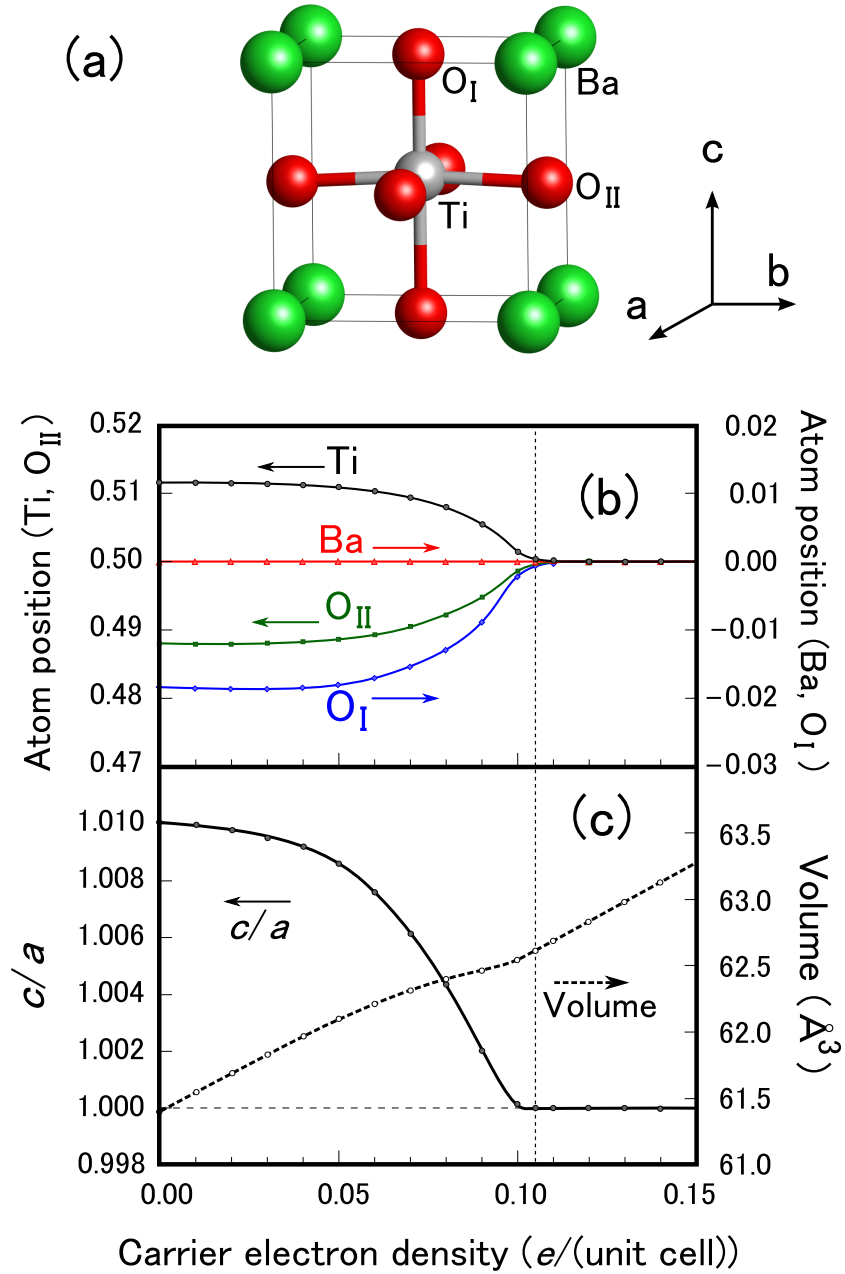 (a)
O_I
Ba
O_II
Ti
c
b
a
Atom position (Ti, O_II)
0.52
0.51
0.50
0.49
0.48
0.47
Ti
Ba
O_II
O_I
(b)
0.02
0.01
0.00
−0.01
−0.02
−0.03
Atom position (Ba, O_I)
c/a
1.010
1.008
1.006
1.004
1.002
1.000
0.998
c/a
(c)
Volume
63.5
63.0
62.5
62.0
61.5
61.0
Volume (Å³)
0.00
0.05
0.10
0.15
Carrier electron density (e/(unit cell))